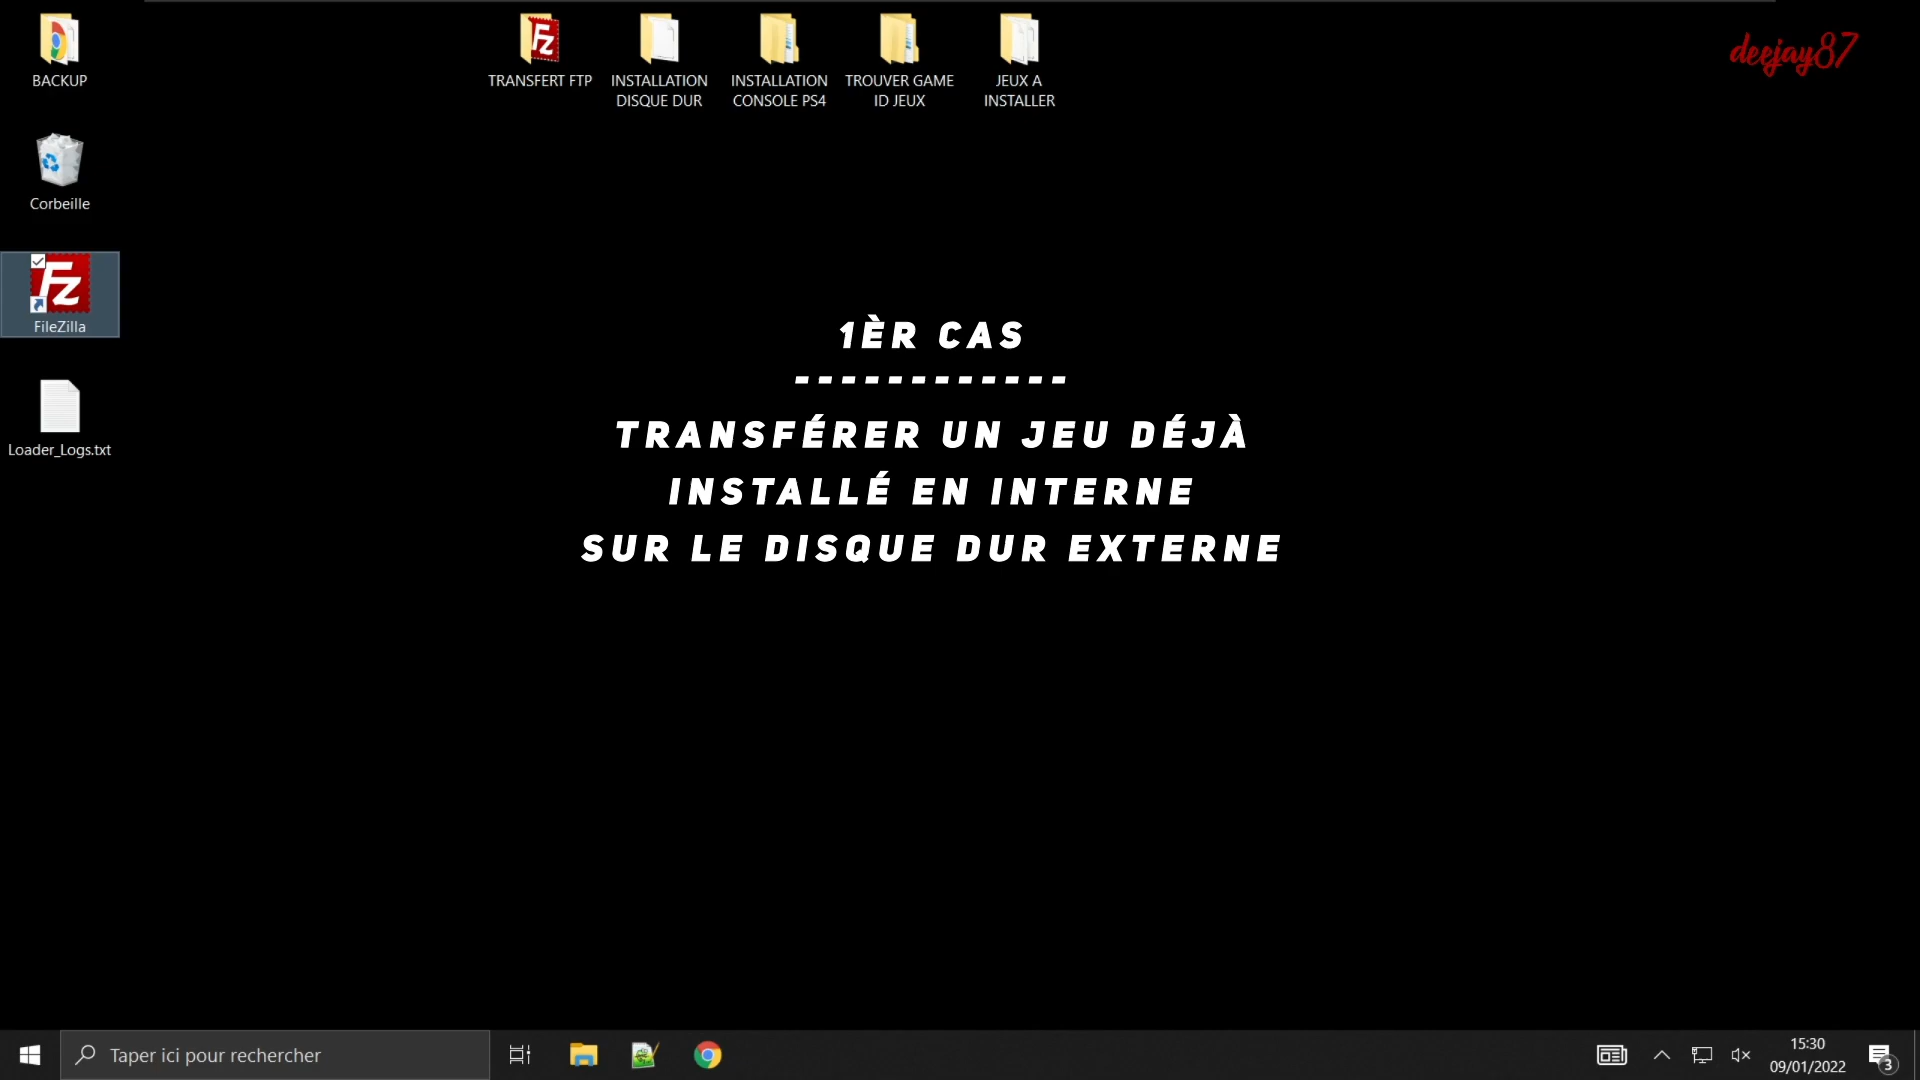 BACKUP
TRANSFERT FTP
INSTALLATION
DISQUE DUR
INSTALLATION
CONSOLE PS4
TROUVER GAME
ID JEUX
JEUX A
INSTALLER
deejay87
Corbeille
Fz
FileZilla
Loader_Logs.txt
1ÈR CAS
------------
TRANSFÉRER UN JEU DÉJÀ
INSTALLÉ EN INTERNE
SUR LE DISQUE DUR EXTERNE
Taper ici pour rechercher
15:30
09/01/2022
3